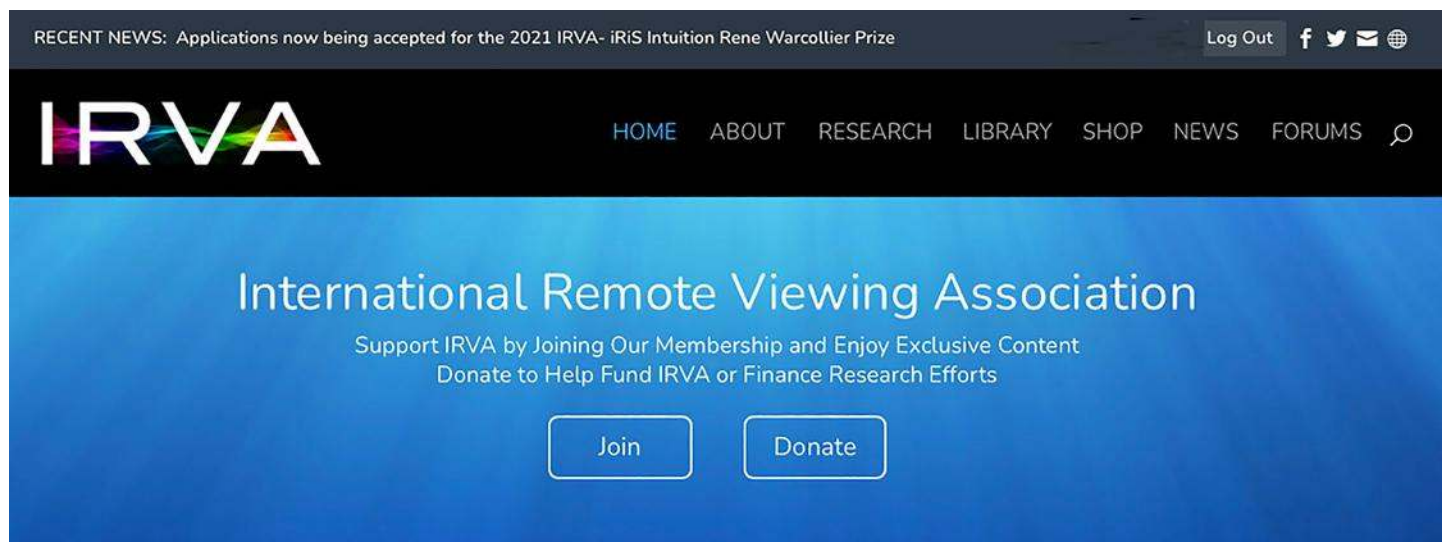 RECENT NEWS: Applications now being accepted for the 2021 IRVA- iRiS Intuition Rene Warcollier Prize
Log Out
IRVA
HOME ABOUT RESEARCH LIBRARY SHOP NEWS FORUMS
International Remote Viewing Association
Support IRVA by Joining Our Membership and Enjoy Exclusive Content
Donate to Help Fund IRVA or Finance Research Efforts
Join Donate